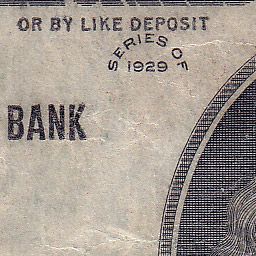 OR BY LIKE DEPOSIT
SERIES OF
1929
BANK